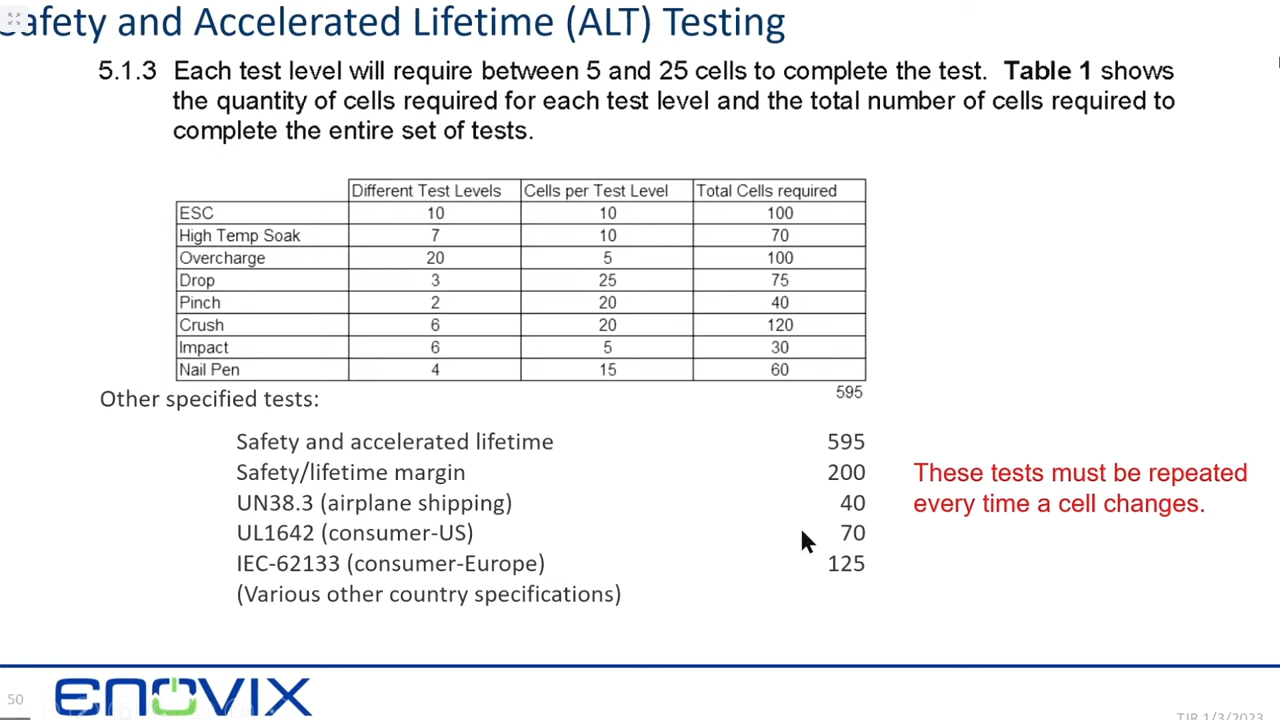 Safety and Accelerated Lifetime (ALT) Testing
5.1.3 Each test level will require between 5 and 25 cells to complete the test. Table 1 shows
the quantity of cells required for each test level and the total number of cells required to
complete the entire set of tests.
Different Test Levels Cells per Test Level Total Cells required
ESC 10 10 100
High Temp Soak 7 10 70
Overcharge 20 5 100
Drop 3 25 75
Pinch 2 20 40
Crush 6 20 120
Impact 6 5 30
Nail Pen 4 15 60
595
Other specified tests:
Safety and accelerated lifetime 595
Safety/lifetime margin 200
UN38.3 (airplane shipping) 40
UL1642 (consumer-US) 70
IEC-62133 (consumer-Europe) 125
(Various other country specifications)
These tests must be repeated
every time a cell changes.
50
ENOVIX
TJR 1/3/2023